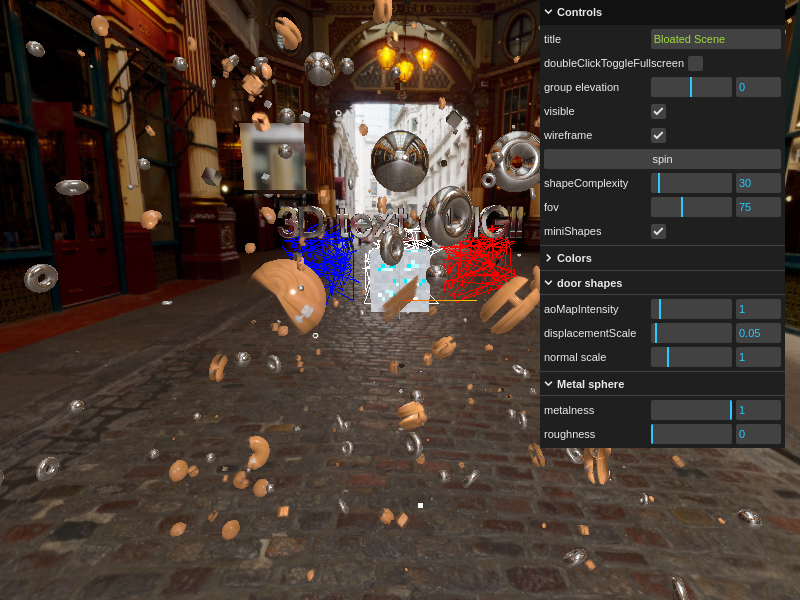 Controls
title Bloated Scene
doubleClickToggleFullscreen
group elevation 0
visible
wireframe
spin
shapeComplexity 30
fov 75
miniShapes
Colors
door shapes
aoMapIntensity 1
displacementScale 0.05
normal scale 1
Metal sphere
metalness 1
roughness 0
3D text